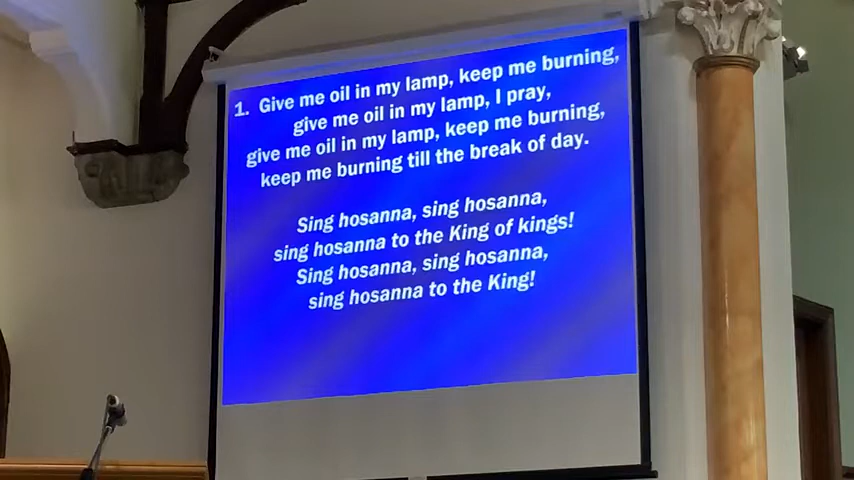 1. Give me oil in my lamp, keep me burning,
give me oil in my lamp, I pray,
give me oil in my lamp, keep me burning,
keep me burning till the break of day.
Sing hosanna, sing hosanna,
sing hosanna to the King of kings!
Sing hosanna, sing hosanna,
sing hosanna to the King!